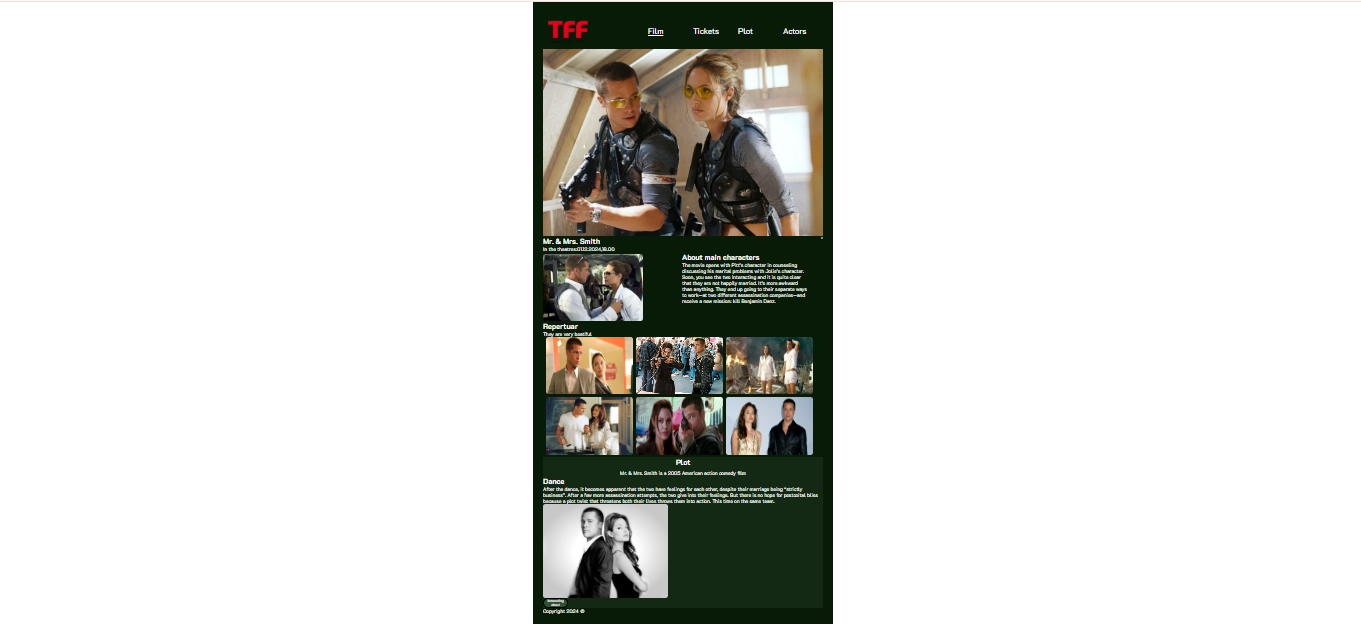 TFF
Film Tickets Plot Actors
Mr. & Mrs. Smith
In the theatres:01.12.2024,18.00
About main characters
The movie opens with Pitt's character in counseling
discussing his marital problems with Jolie's character.
Soon, you see the two interacting and it is quite clear
that they are not happily married. It's more awkward
than anything. They end up going to their separate ways
to work—at two different assassination companies—and
receive a new mission: kill Benjamin Danz.
Repertuar
They are very beatiful
Plot
Mr. & Mrs. Smith is a 2005 American action comedy film
Dance
After the dance, it becomes apparent that the two have feelings for each other, despite their marriage being "strictly
business". After a few more assassination attempts, the two give into their feelings. But there is no hope for postcoital bliss
because a plot twist that threatens both their lives throws them into action. This time on the same team.
Interesting
about
Copyright 2024 ©